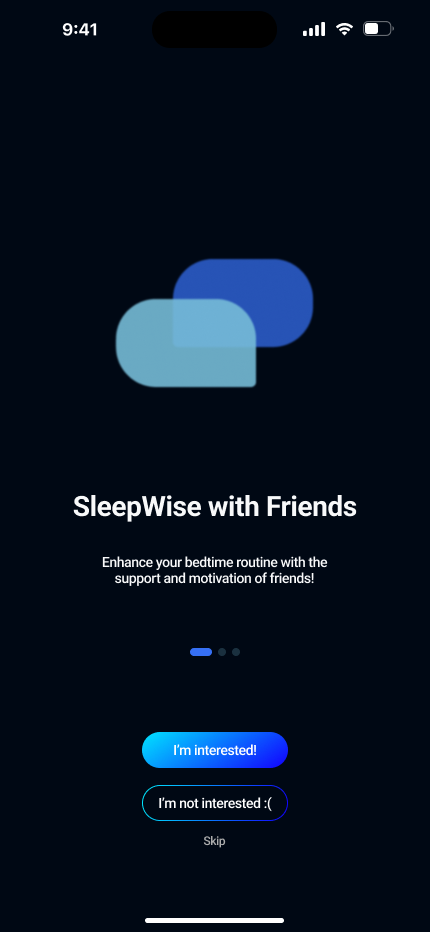 9:41
SleepWise with Friends
Enhance your bedtime routine with the
support and motivation of friends!
I'm interested!
I'm not interested :(
Skip